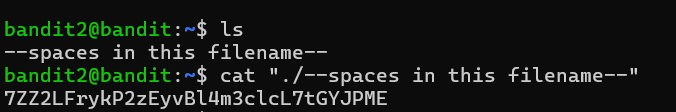 bandit2@bandit:~$ ls
--spaces in this filename--
bandit2@bandit:~$ cat "./--spaces in this filename--"
7ZZ2LFrykP2zEyvBl4m3clcL7tGYJPME